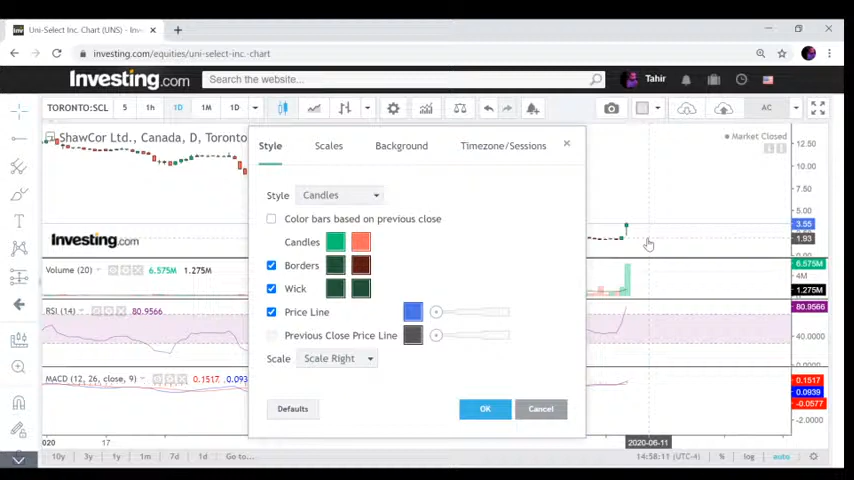 Uni-Select Inc. Chart (UNS) - Inve
investing.com/equities/uni-select-inc.-chart
Investing.com
Search the website...
Tahir
TORONTO:SCL 5 1h 1D 1M 1D AC
ShawCor Ltd., Canada, D, Toronto
Market Closed
Style Scales Background Timezone/Sessions
Style Candles
Color bars based on previous close
Candles
Borders
Wick
Price Line
Previous Close Price Line
Scale Scale Right
Defaults OK Cancel
Investing.com
Volume (20) 6.575M 1.275M
RSI (14) 80.9566
MACD (12, 26, close, 9) 0.1517 0.093
12.50
10.00
7.50
5.00
3.55
1.93
6.575M
4M
1.275M
80.9566
40.0000
0.0000
0.1517
0.0939
-0.0577
-2.0000
020 17 2020-06-11
10y 3y 1y 1m 7d 1d Go to... 14:58:11 (UTC-4) % log auto